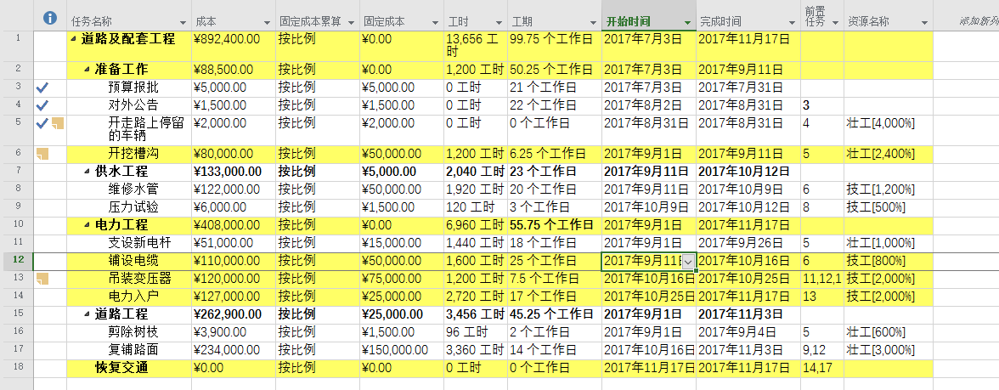 任务名称 成本 固定成本累算 固定成本 工时 工期 开始时间 完成时间 前置任务 资源名称 添加新列
1 道路及配套工程 ¥892,400.00 按比例 ¥0.00 13,656 工时 99.75 个工作日 2017年7月3日 2017年11月17日
2 准备工作 ¥88,500.00 按比例 ¥0.00 1,200 工时 50.25 个工作日 2017年7月3日 2017年9月11日
3 预算报批 ¥5,000.00 按比例 ¥5,000.00 0 工时 21 个工作日 2017年7月3日 2017年7月31日
4 对外公告 ¥1,500.00 按比例 ¥1,500.00 0 工时 22 个工作日 2017年8月2日 2017年8月31日 3
5 开走路上停留的车辆 ¥2,000.00 按比例 ¥2,000.00 0 工时 0 个工作日 2017年8月31日 2017年8月31日 4 壮工[4,000%]
6 开挖槽沟 ¥80,000.00 按比例 ¥50,000.00 1,200 工时 6.25 个工作日 2017年9月1日 2017年9月11日 5 壮工[2,400%]
7 供水工程 ¥133,000.00 按比例 ¥5,000.00 2,040 工时 23 个工作日 2017年9月11日 2017年10月12日
8 维修水管 ¥122,000.00 按比例 ¥50,000.00 1,920 工时 20 个工作日 2017年9月11日 2017年10月9日 6 技工[1,200%]
9 压力试验 ¥6,000.00 按比例 ¥1,500.00 120 工时 3 个工作日 2017年10月9日 2017年10月12日 8 技工[500%]
10 电力工程 ¥408,000.00 按比例 ¥0.00 6,960 工时 55.75 个工作日 2017年9月1日 2017年11月17日
11 支设新电杆 ¥51,000.00 按比例 ¥15,000.00 1,440 工时 18 个工作日 2017年9月1日 2017年9月26日 5 技工[1,000%]
12 铺设电缆 ¥110,000.00 按比例 ¥50,000.00 1,600 工时 25 个工作日 2017年9月11 2017年10月16日 6 技工[800%]
13 吊装变压器 ¥120,000.00 按比例 ¥75,000.00 1,200 工时 7.5 个工作日 2017年10月16日 2017年10月25日 11,12,1 技工[2,000%]
14 电力入户 ¥127,000.00 按比例 ¥25,000.00 2,720 工时 17 个工作日 2017年10月25日 2017年11月17日 13 技工[2,000%]
15 道路工程 ¥262,900.00 按比例 ¥25,000.00 3,456 工时 45.25 个工作日 2017年9月1日 2017年11月3日
16 剪除树枝 ¥3,900.00 按比例 ¥1,500.00 96 工时 2 个工作日 2017年9月1日 2017年9月4日 5 壮工[600%]
17 复铺路面 ¥234,000.00 按比例 ¥150,000.00 3,360 工时 14 个工作日 2017年10月16日 2017年11月3日 9,12 壮工[3,000%]
18 恢复交通 ¥0.00 按比例 ¥0.00 0 工时 0 个工作日 2017年11月17日 2017年11月17日 14,17